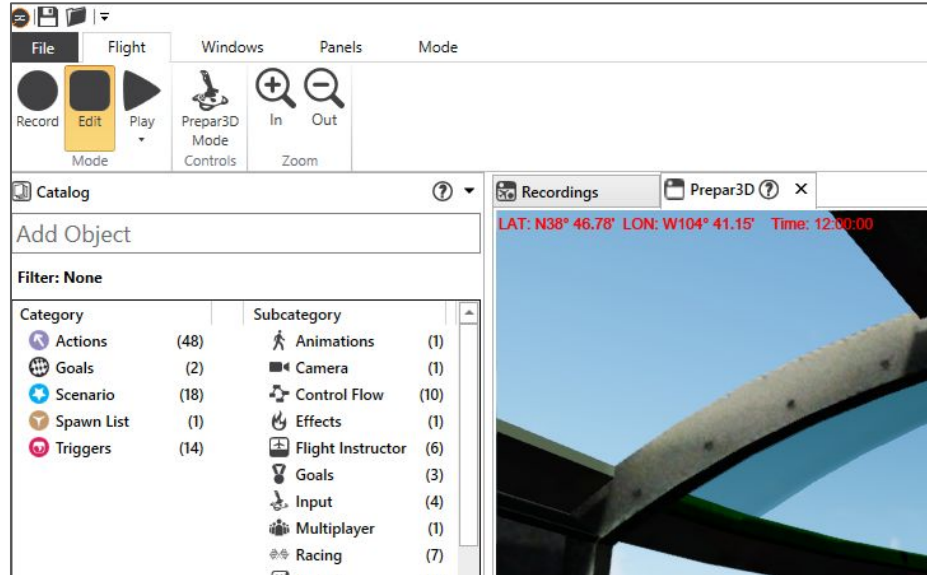 File Flight Windows Panels Mode
Record Edit Play Prepar3D Mode In Out
Mode Controls Zoom
Catalog
Recordings Prepar3D
Add Object
LAT: N38° 46.78' LON: W104° 41.15' Time: 12:00:00
Filter: None
Category Subcategory
Actions (48) Animations (1)
Goals (2) Camera (1)
Scenario (18) Control Flow (10)
Spawn List (1) Effects (1)
Triggers (14) Flight Instructor (6)
Goals (3)
Input (4)
Multiplayer (1)
Racing (7)